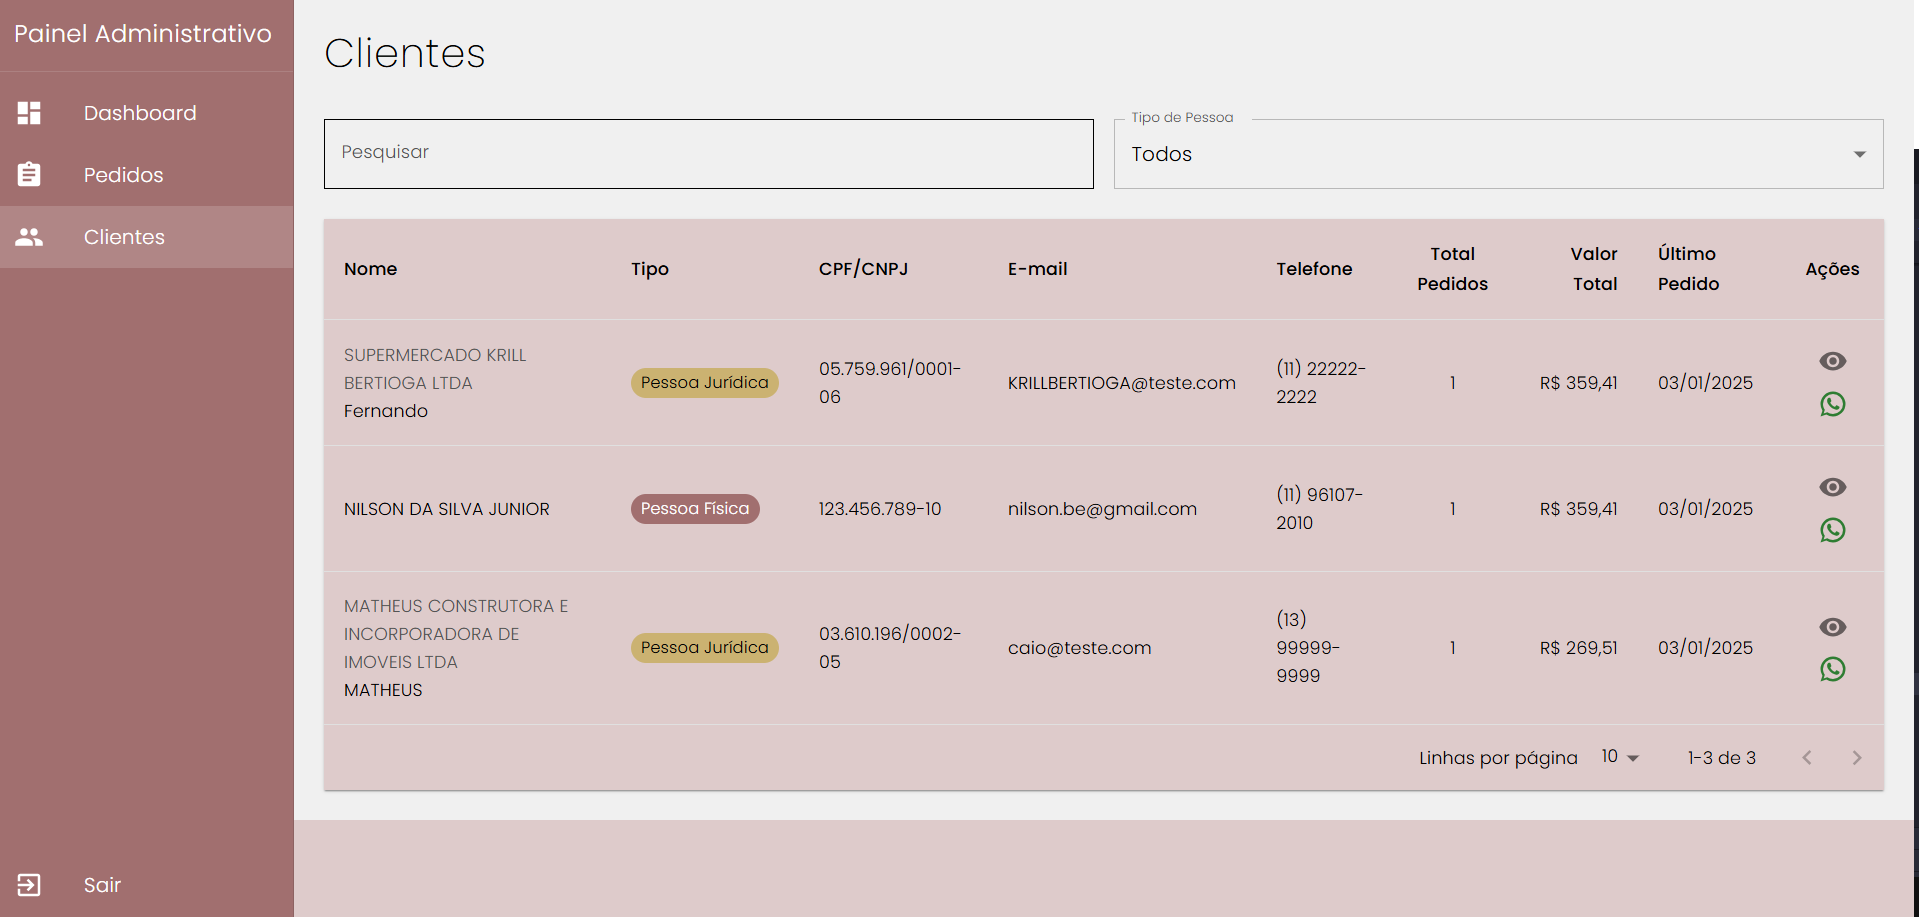 Painel Administrativo
Dashboard
Pedidos
Clientes
Sair
Clientes
Pesquisar
Tipo de Pessoa
Todos
Nome Tipo CPF/CNPJ E-mail Telefone Total Pedidos Valor Total Último Pedido Ações
SUPERMERCADO KRILL
BERTIOGA LTDA
Fernando
Pessoa Jurídica
05.759.961/0001-
06
KRILLBERTIOGA@teste.com
(11) 22222-
2222
1
R$ 359,41
03/01/2025
NILSON DA SILVA JUNIOR
Pessoa Física
123.456.789-10
nilson.be@gmail.com
(11) 96107-
2010
1
R$ 359,41
03/01/2025
MATHEUS CONSTRUTORA E
INCORPORADORA DE
IMOVEIS LTDA
MATHEUS
Pessoa Jurídica
03.610.196/0002-
05
caio@teste.com
(13)
99999-
9999
1
R$ 269,51
03/01/2025
Linhas por página 10 1-3 de 3